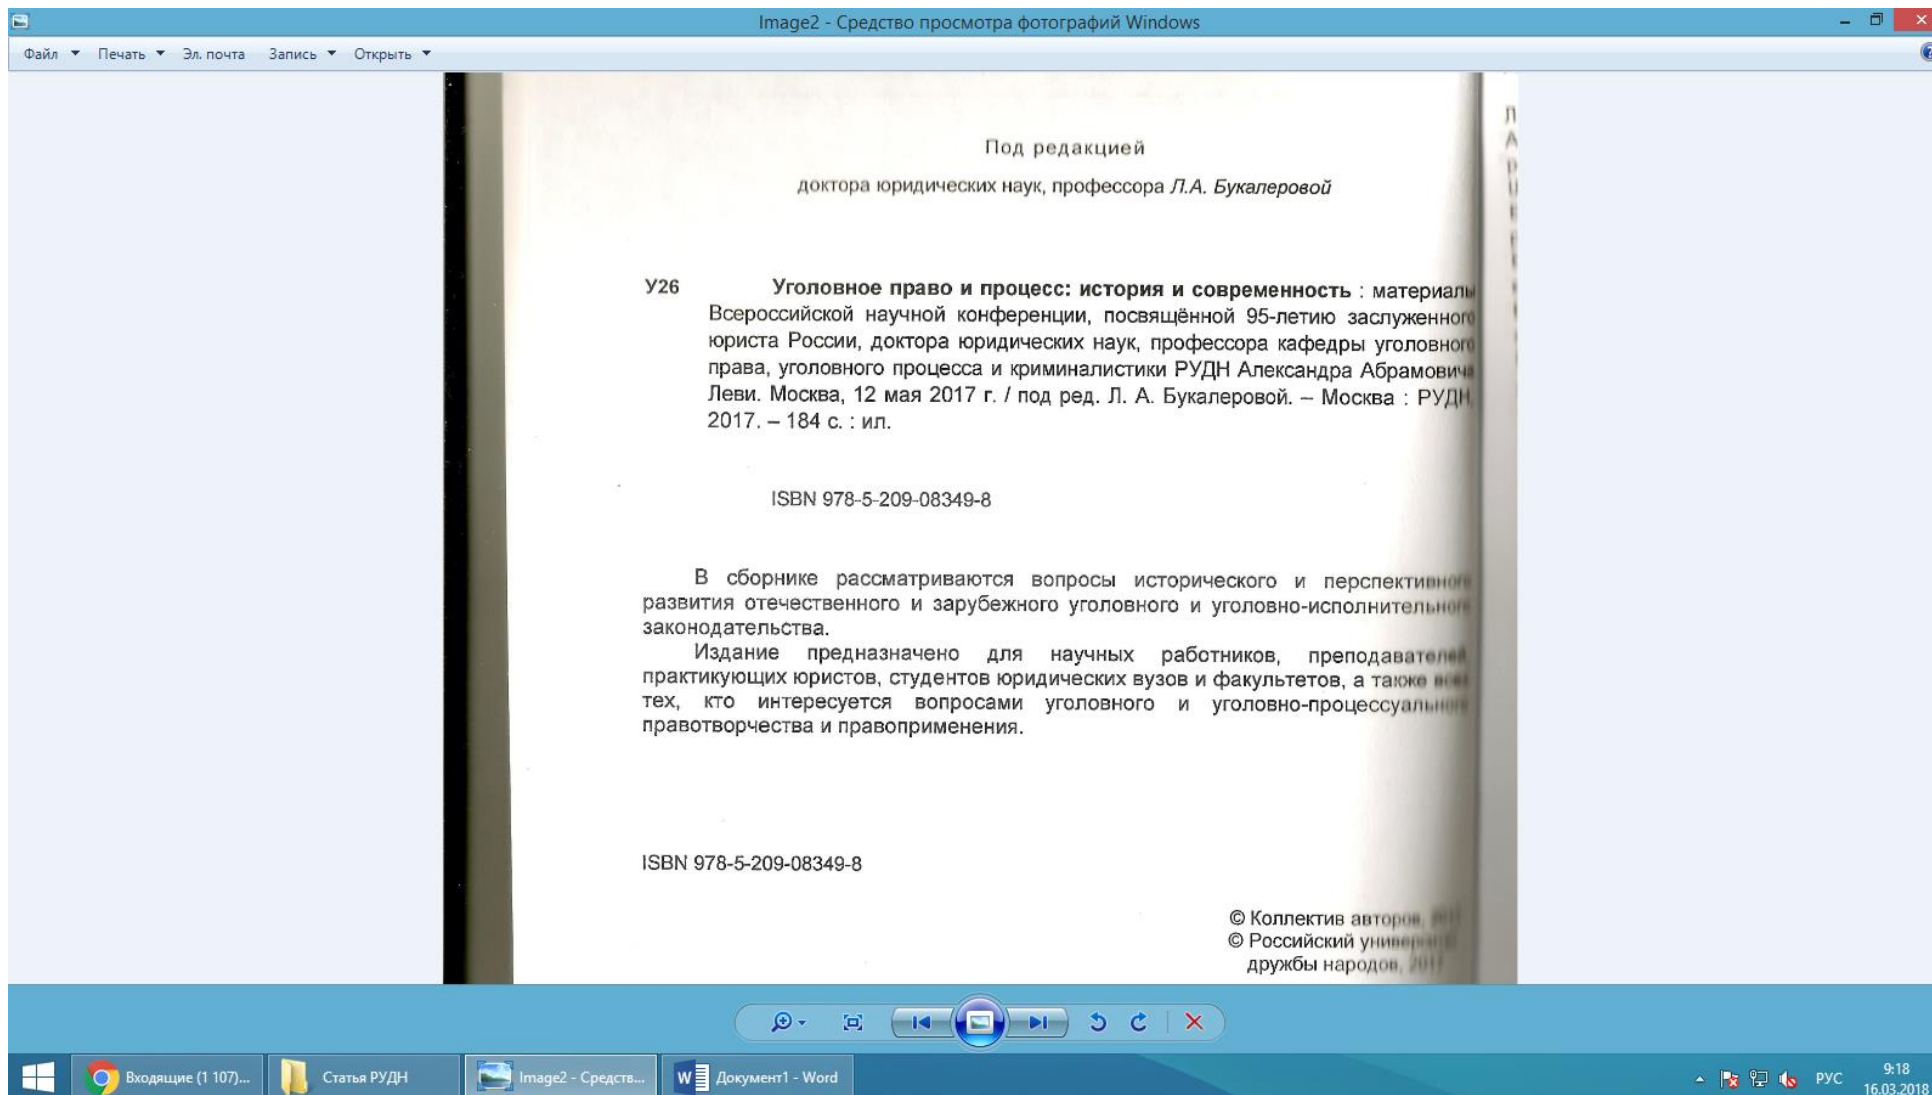 Image2 - Средство просмотра фотографий Windows
Файл Печать Эл. почта Запись Открыть
Под редакцией
доктора юридических наук, профессора Л.А. Букалеровой
У26 Уголовное право и процесс: история и современность : материалы
Всероссийской научной конференции, посвящённой 95-летию заслуженного
юриста России, доктора юридических наук, профессора кафедры уголовного
права, уголовного процесса и криминалистики РУДН Александра Абрамовича
Леви. Москва, 12 мая 2017 г. / под ред. Л. А. Букалеровой. – Москва : РУДН,
2017. – 184 с. : ил.
ISBN 978-5-209-08349-8
В сборнике рассматриваются вопросы исторического и перспективного
развития отечественного и зарубежного уголовного и уголовно-исполнительного
законодательства.
Издание предназначено для научных работников, преподавателей,
практикующих юристов, студентов юридических вузов и факультетов, а также всех
тех, кто интересуется вопросами уголовного и уголовно-процессуального
правотворчества и правоприменения.
ISBN 978-5-209-08349-8
© Коллектив авторов, 2017
© Российский университет
дружбы народов, 2017
Входящие (1 107)... Статья РУДН Image2 - Средств... Документ1 - Word РУС 9:18
16.03.2018